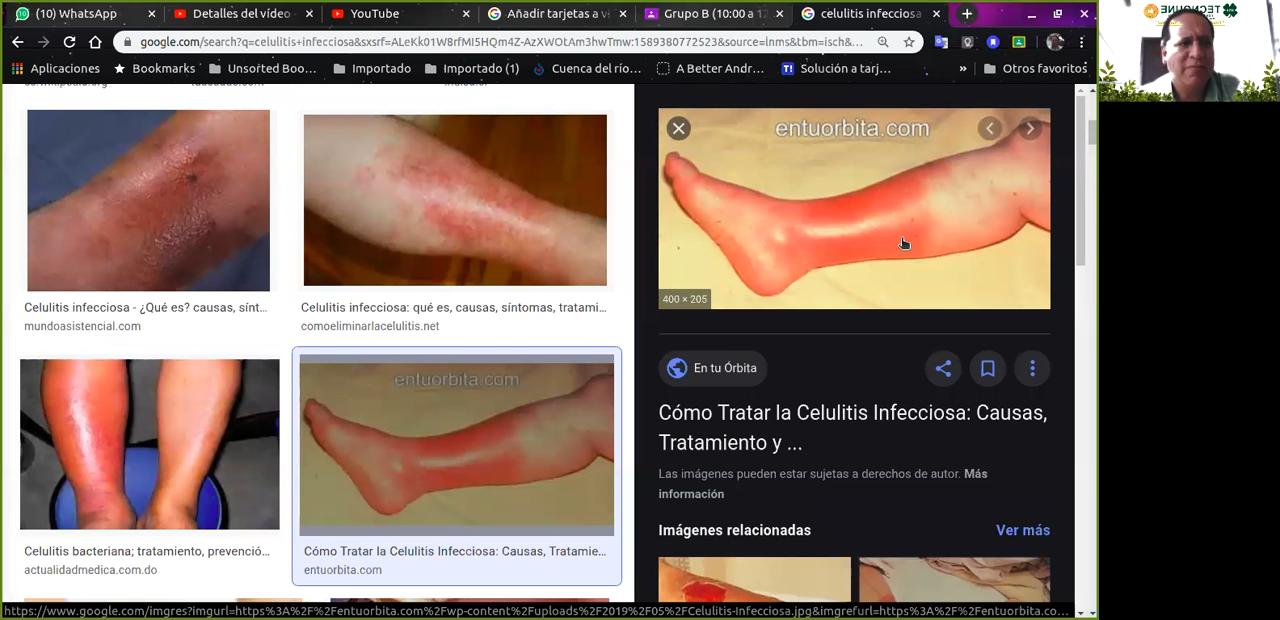 (10) WhatsApp
Detalles del vídeo
YouTube
Añadir tarjetas a v
Grupo B (10:00 a 1
celulitis infecciosa
google.com/search?q=celulitis+infecciosa&sxsrf=ALeKk01W8rfMI5HQm4Z-AzXWOtAm3hwTmw:1589380772523&source=lnms&tbm=isch&...
Aplicaciones
Bookmarks
Unsorted Boo...
Importado
Importado (1)
Cuenca del río...
A Better Andr...
T! Solución a tarj...
»
Otros favoritos
TECNOUNE
Celulitis infecciosa - ¿Qué es? causas, sínt...
mundoasistencial.com
Celulitis infecciosa: qué es, causas, síntomas, tratami...
comoeliminarlacelulitis.net
Celulitis bacteriana; tratamiento, prevenció...
actualidadmedica.com.do
entuorbita.com
Cómo Tratar la Celulitis Infecciosa: Causas, Tratamie...
entuorbita.com
entuorbita.com
400 × 205
En tu Órbita
Cómo Tratar la Celulitis Infecciosa: Causas,
Tratamiento y ...
Las imágenes pueden estar sujetas a derechos de autor. Más
información
Imágenes relacionadas
Ver más
https://www.google.com/imgres?imgurl=https%3A%2F%2Fentuorbita.com%2Fwp-content%2Fuploads%2F2019%2F05%2FCelulitis-Infecciosa.jpg&imgrefurl=https%3A%2F%2Fentuorbita.co...